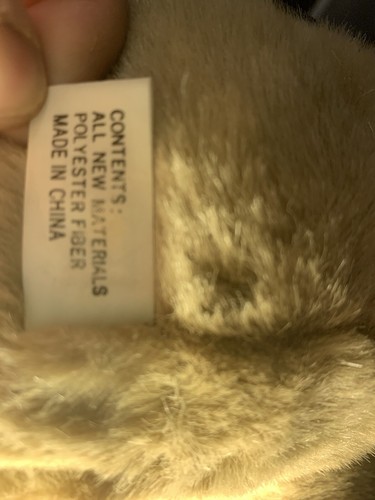 CONTENTS:
ALL NEW MATERIALS
POLYESTER FIBER
MADE IN CHINA